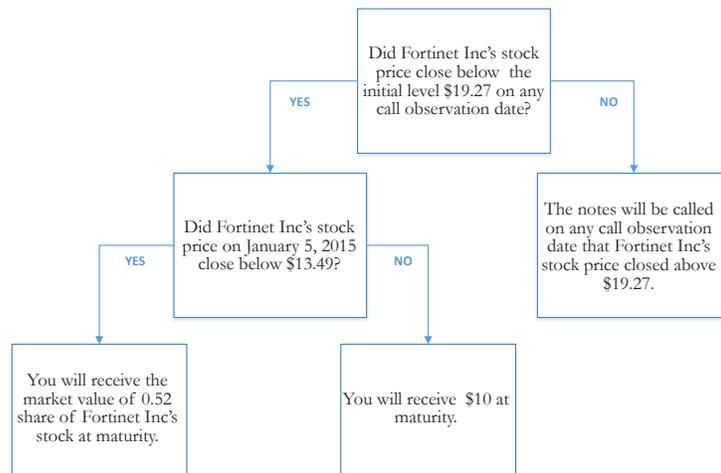 Did Fortinet Inc's stock
price close below the
initial level $19.27 on any
call observation date?
YES
NO
Did Fortinet Inc's stock
price on January 5, 2015
close below $13.49?
The notes will be called
on any call observation
date that Fortinet Inc's
stock price closed above
$19.27.
YES
NO
You will receive the
market value of 0.52
share of Fortinet Inc's
stock at maturity.
You will receive $10 at
maturity.